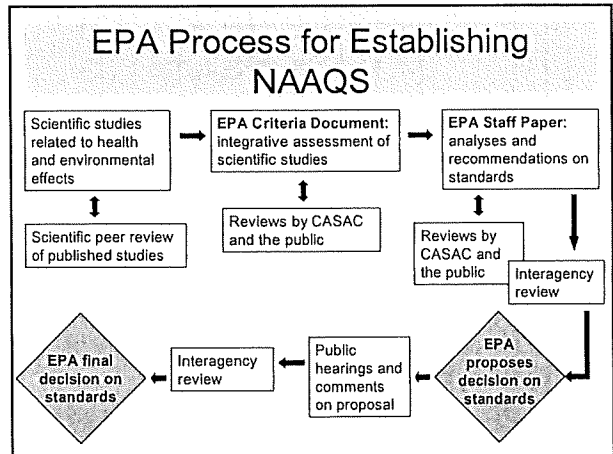 EPA Process for Establishing
NAAQS
Scientific studies
related to health
and environmental
effects
EPA Criteria Document:
integrative assessment of
scientific studies
EPA Staff Paper:
analyses and
recommendations on
standards
Scientific peer review
of published studies
Reviews by CASAC
and the public
Reviews by
CASAC and
the public
Interagency
review
EPA
proposes
decision on
standards
Public
hearings and
comments
on proposal
Interagency
review
EPA final
decision on
standards